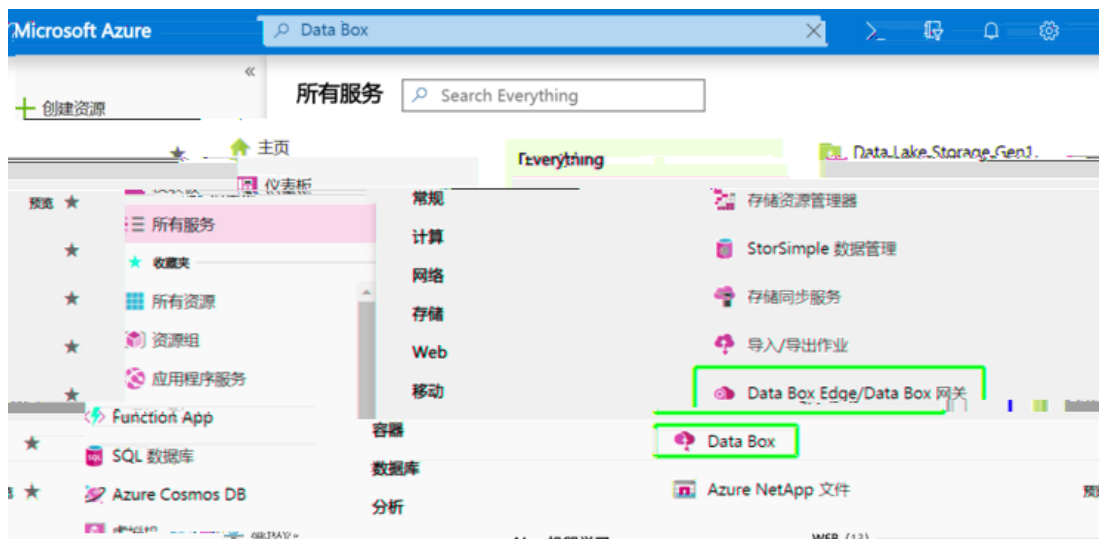 Microsoft Azure
Data Box
所有服务
Search Everything
创建资源
主页
Everything
Data Lake Storage Gen1
仪表板
预览
常规
存储资源管理器
所有服务
计算
StorSimple 数据管理
收藏夹
网络
所有资源
存储同步服务
存储
资源组
Web
导入/导出作业
应用程序服务
移动
Data Box Edge/Data Box 网关
Function App
容器
Data Box
SQL 数据库
数据库
Azure Cosmos DB
Azure NetApp 文件
分析
WEB (13)